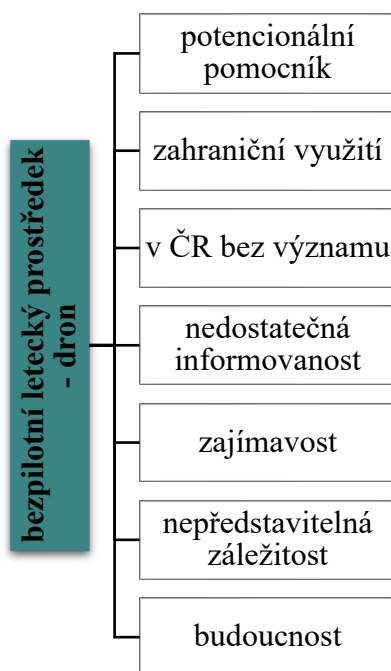 bezpilotní letecký prostředek
- dron
potencionální
pomocník
zahraniční využití
v ČR bez významu
nedostatečná
informovanost
zajímavost
nepředstavitelná
záležitost
budoucnost